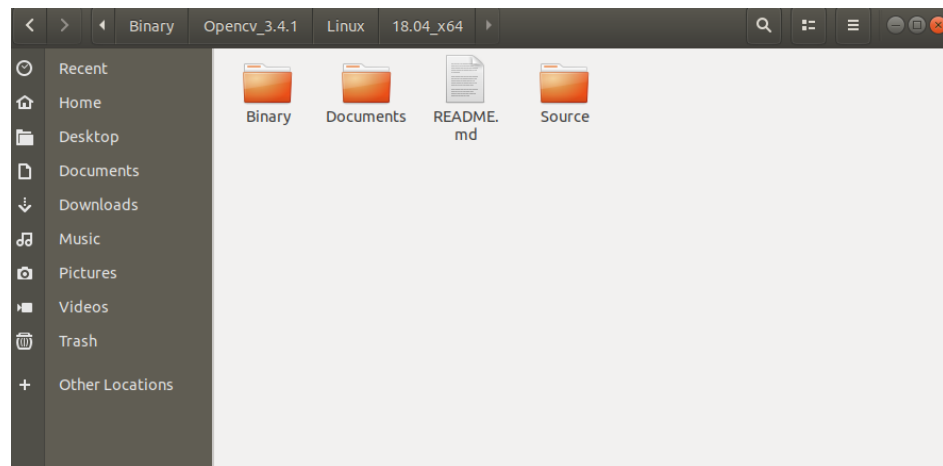 Binary Opencv_3.4.1 Linux 18.04_x64
Recent
Home
Desktop
Documents
Downloads
Music
Pictures
Videos
Trash
Other Locations
Binary Documents README. Source
md